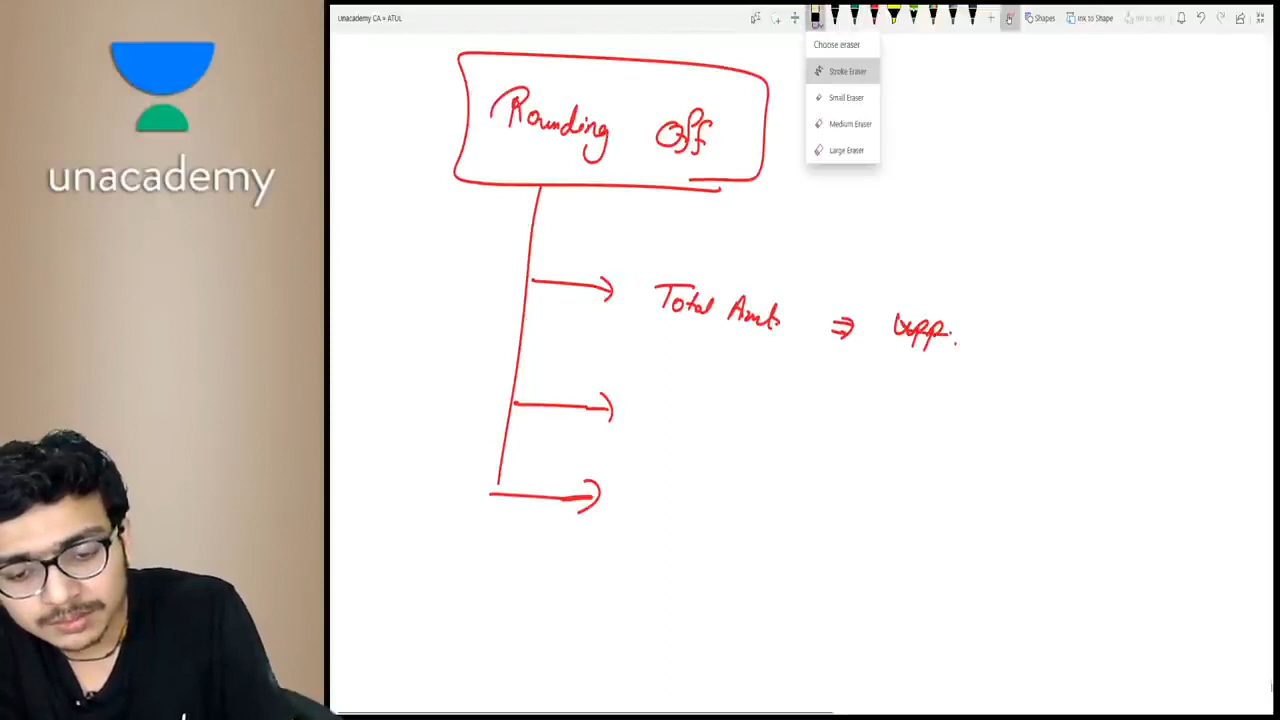 unacademy CA > ATUL
Shapes
Ink to Shape
Choose eraser
Stroke Eraser
Small Eraser
Medium Eraser
Large Eraser
unacademy
Rounding Off
Total Amt ⇒